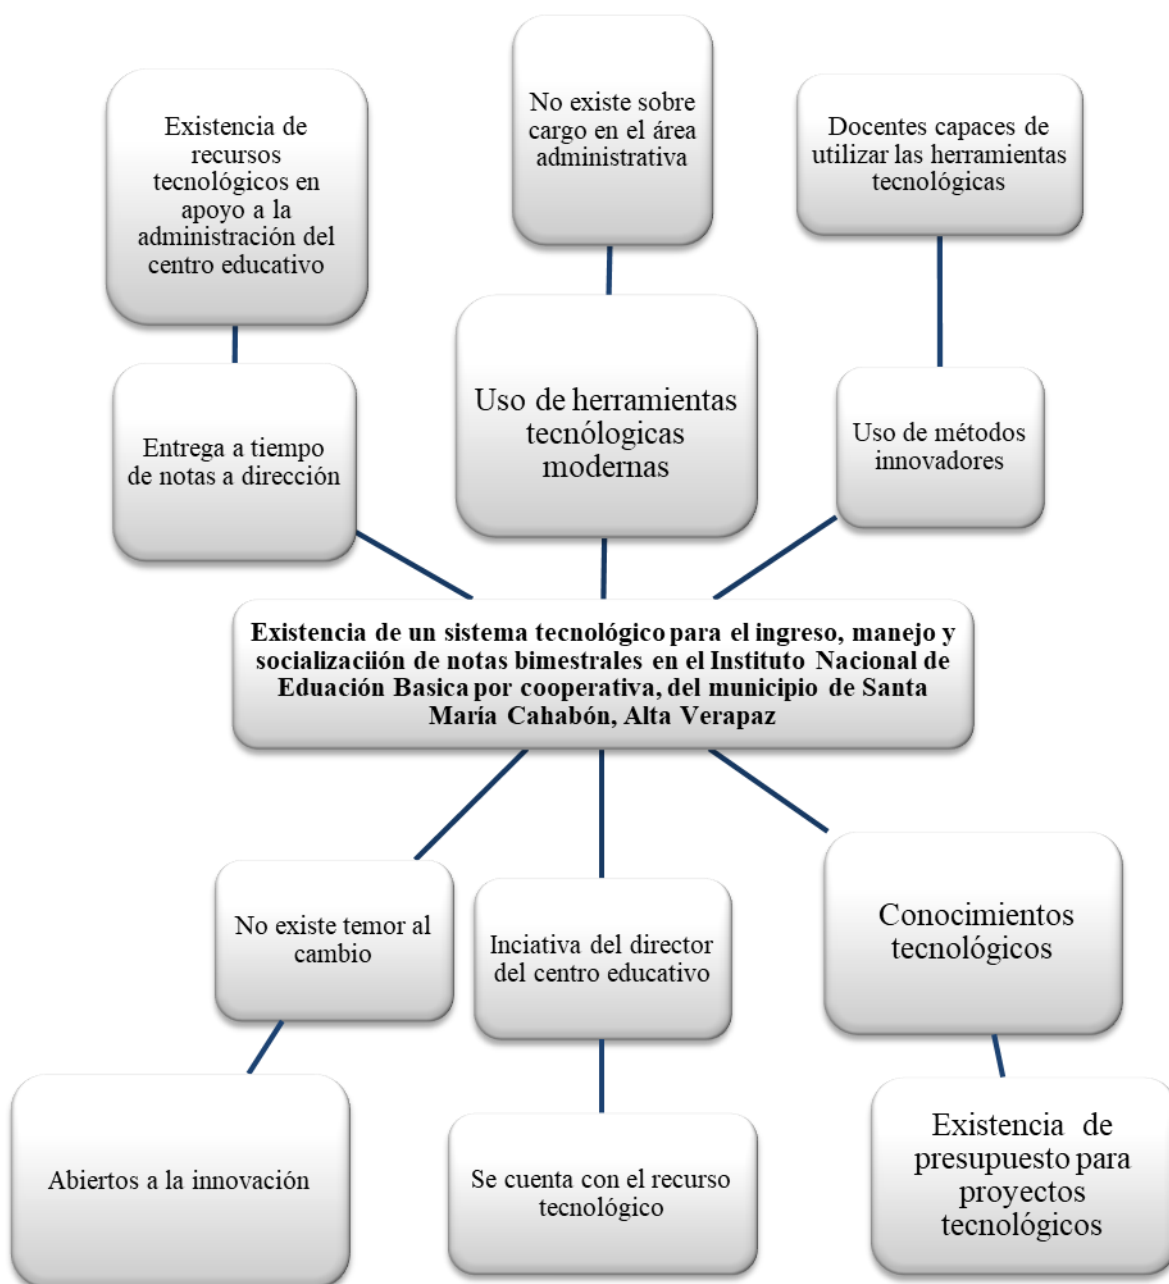 Existencia de
recursos
tecnológicos en
apoyo a la
administración del
centro educativo
No existe sobre
cargo en el área
administrativa
Docentes capaces de
utilizar las herramientas
tecnológicas
Entrega a tiempo
de notas a dirección
Uso de herramientas
tecnólogicas
modernas
Uso de métodos
innovadores
Existencia de un sistema tecnológico para el ingreso, manejo y
socializaciión de notas bimestrales en el Instituto Nacional de
Eduación Basica por cooperativa, del municipio de Santa
María Cahabón, Alta Verapaz
No existe temor al
cambio
Inciativa del director
del centro educativo
Conocimientos
tecnológicos
Abiertos a la innovación
Se cuenta con el recurso
tecnológico
Existencia de
presupuesto para
proyectos
tecnológicos